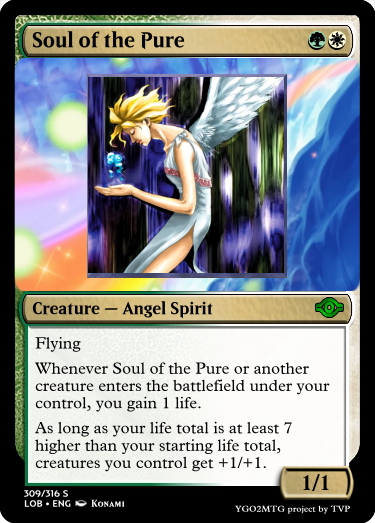 Soul of the Pure
Creature — Angel Spirit
Flying
Whenever Soul of the Pure or another
creature enters the battlefield under your
control, you gain 1 life.
As long as your life total is at least 7
higher than your starting life total,
creatures you control get +1/+1.
1/1
309/316 S
LOB • ENG KONAMI
YGO2MTG project by TVP